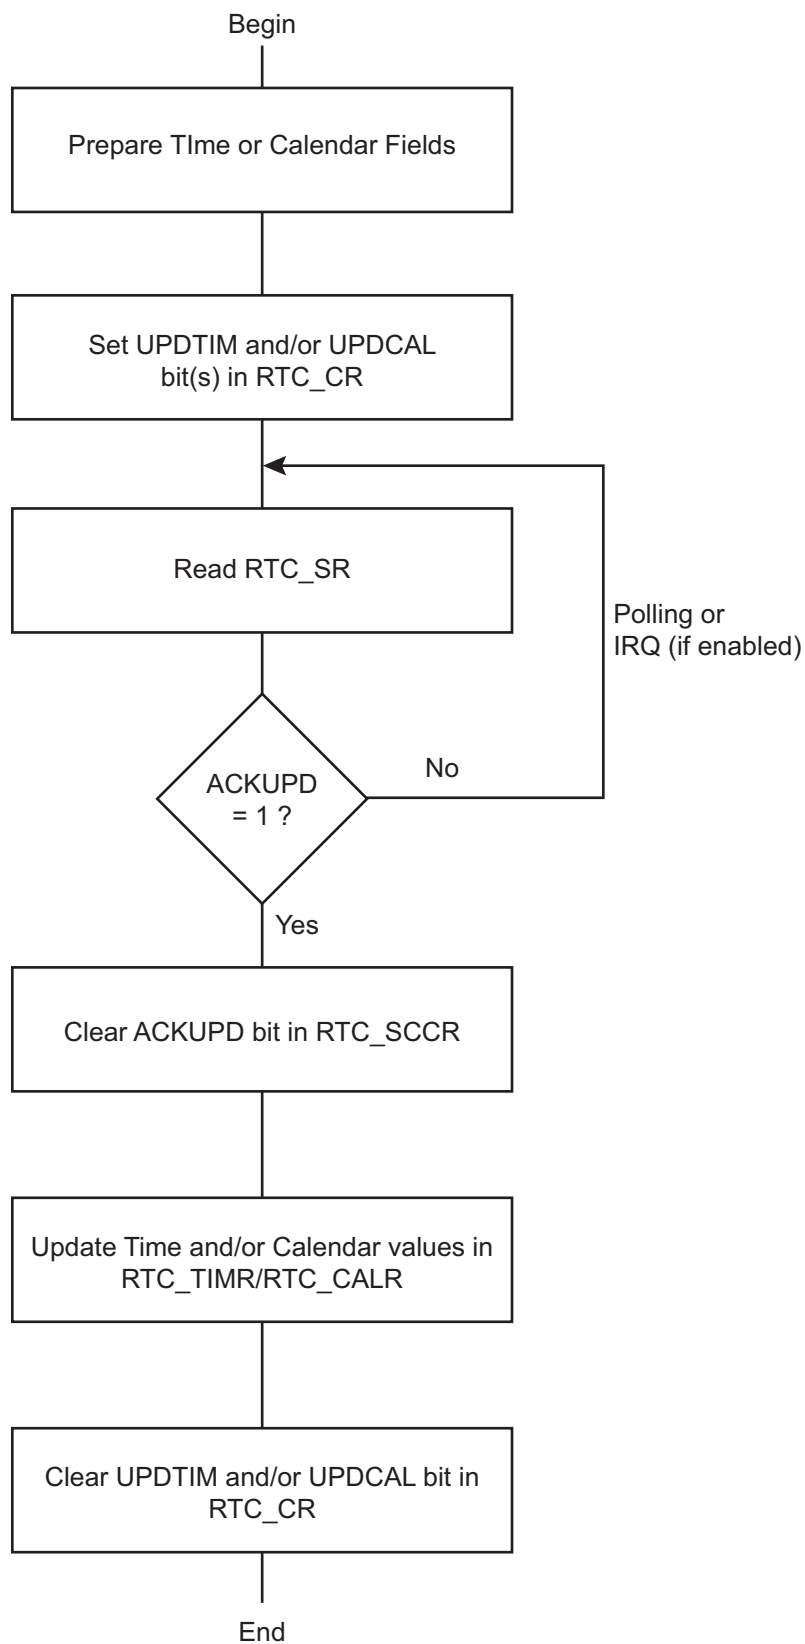 Begin
Prepare TIme or Calendar Fields
Set UPDTIM and/or UPDCAL
bit(s) in RTC_CR
Read RTC_SR
Polling or
IRQ (if enabled)
ACKUPD
= 1 ?
No
Yes
Clear ACKUPD bit in RTC_SCCR
Update Time and/or Calendar values in
RTC_TIMR/RTC_CALR
Clear UPDTIM and/or UPDCAL bit in
RTC_CR
End